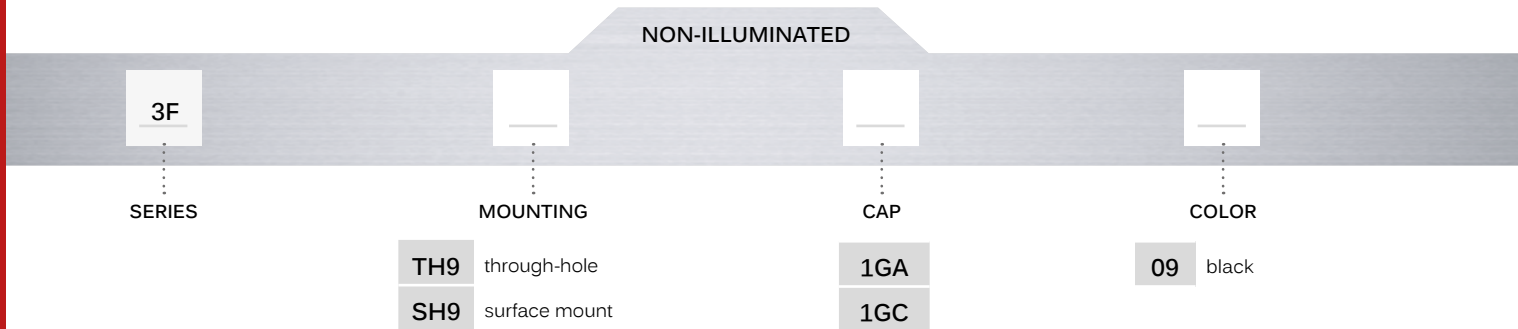 NON-ILLUMINATED
3F
SERIES
MOUNTING
CAP
COLOR
TH9 through-hole
1GA
09 black
SH9 surface mount
1GC